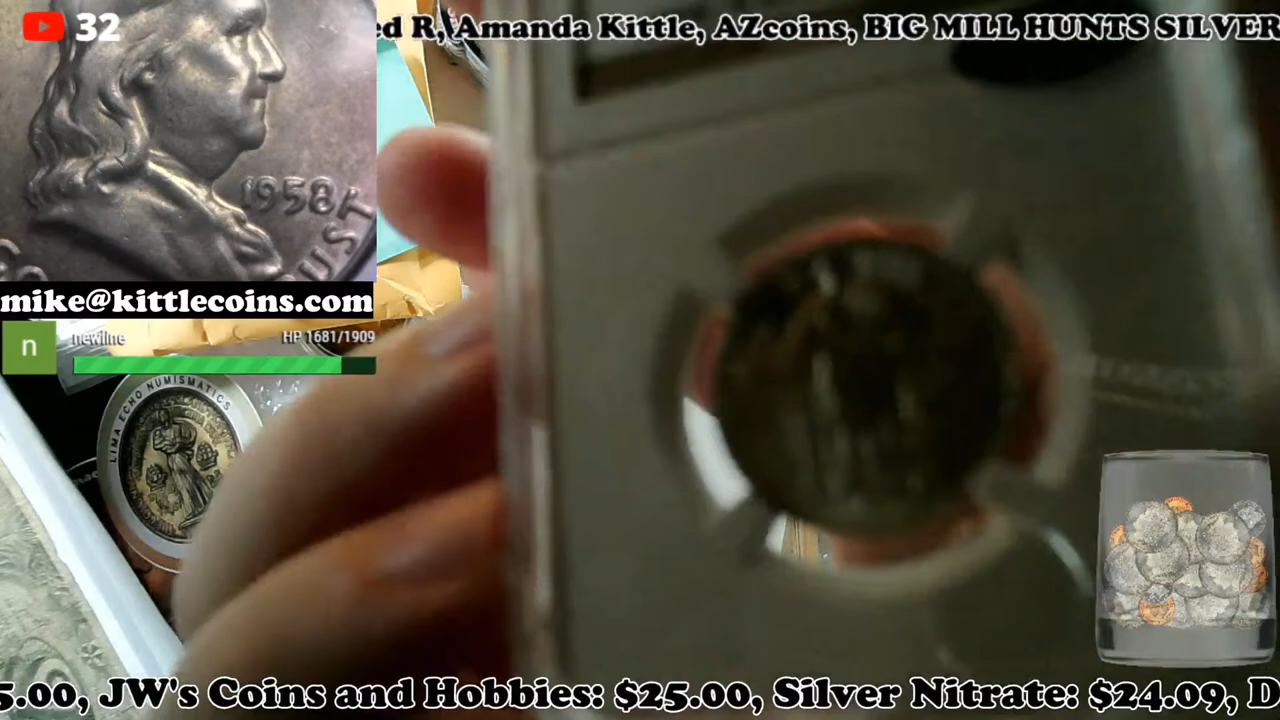 32
ed R, Amanda Kittle, AZcoins, BIG MILL HUNTS SILVER
1958
mike@kittlecoins.com
n
newline
HP 1681/1909
LIMA ECHO NUMISMATICS
5.00, JW's Coins and Hobbies: $25.00, Silver Nitrate: $24.09, D